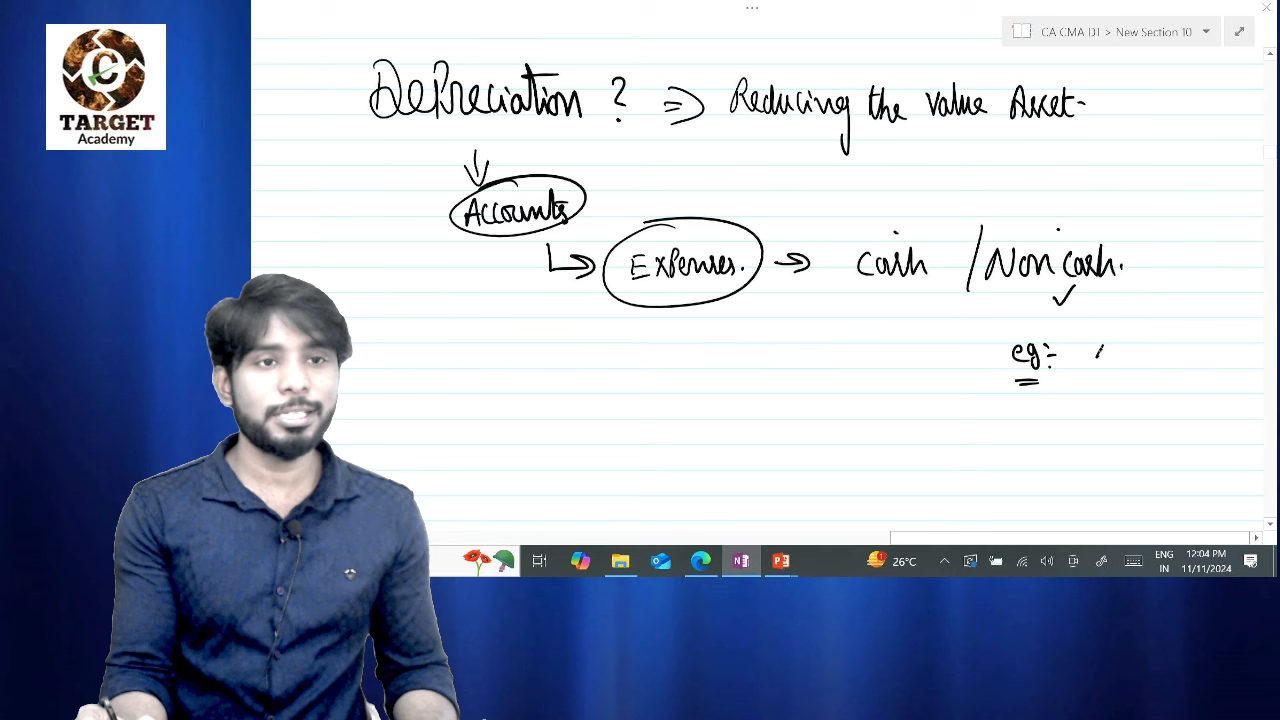 CA CMA D1 > New Section 10
C
TARGET
Academy
Depreciation ? => Reducing the value Asset-
Accounts
Expenses. → cash / Non cash.
eg:-
26°C
ENG
IN
12:04 PM
11/11/2024